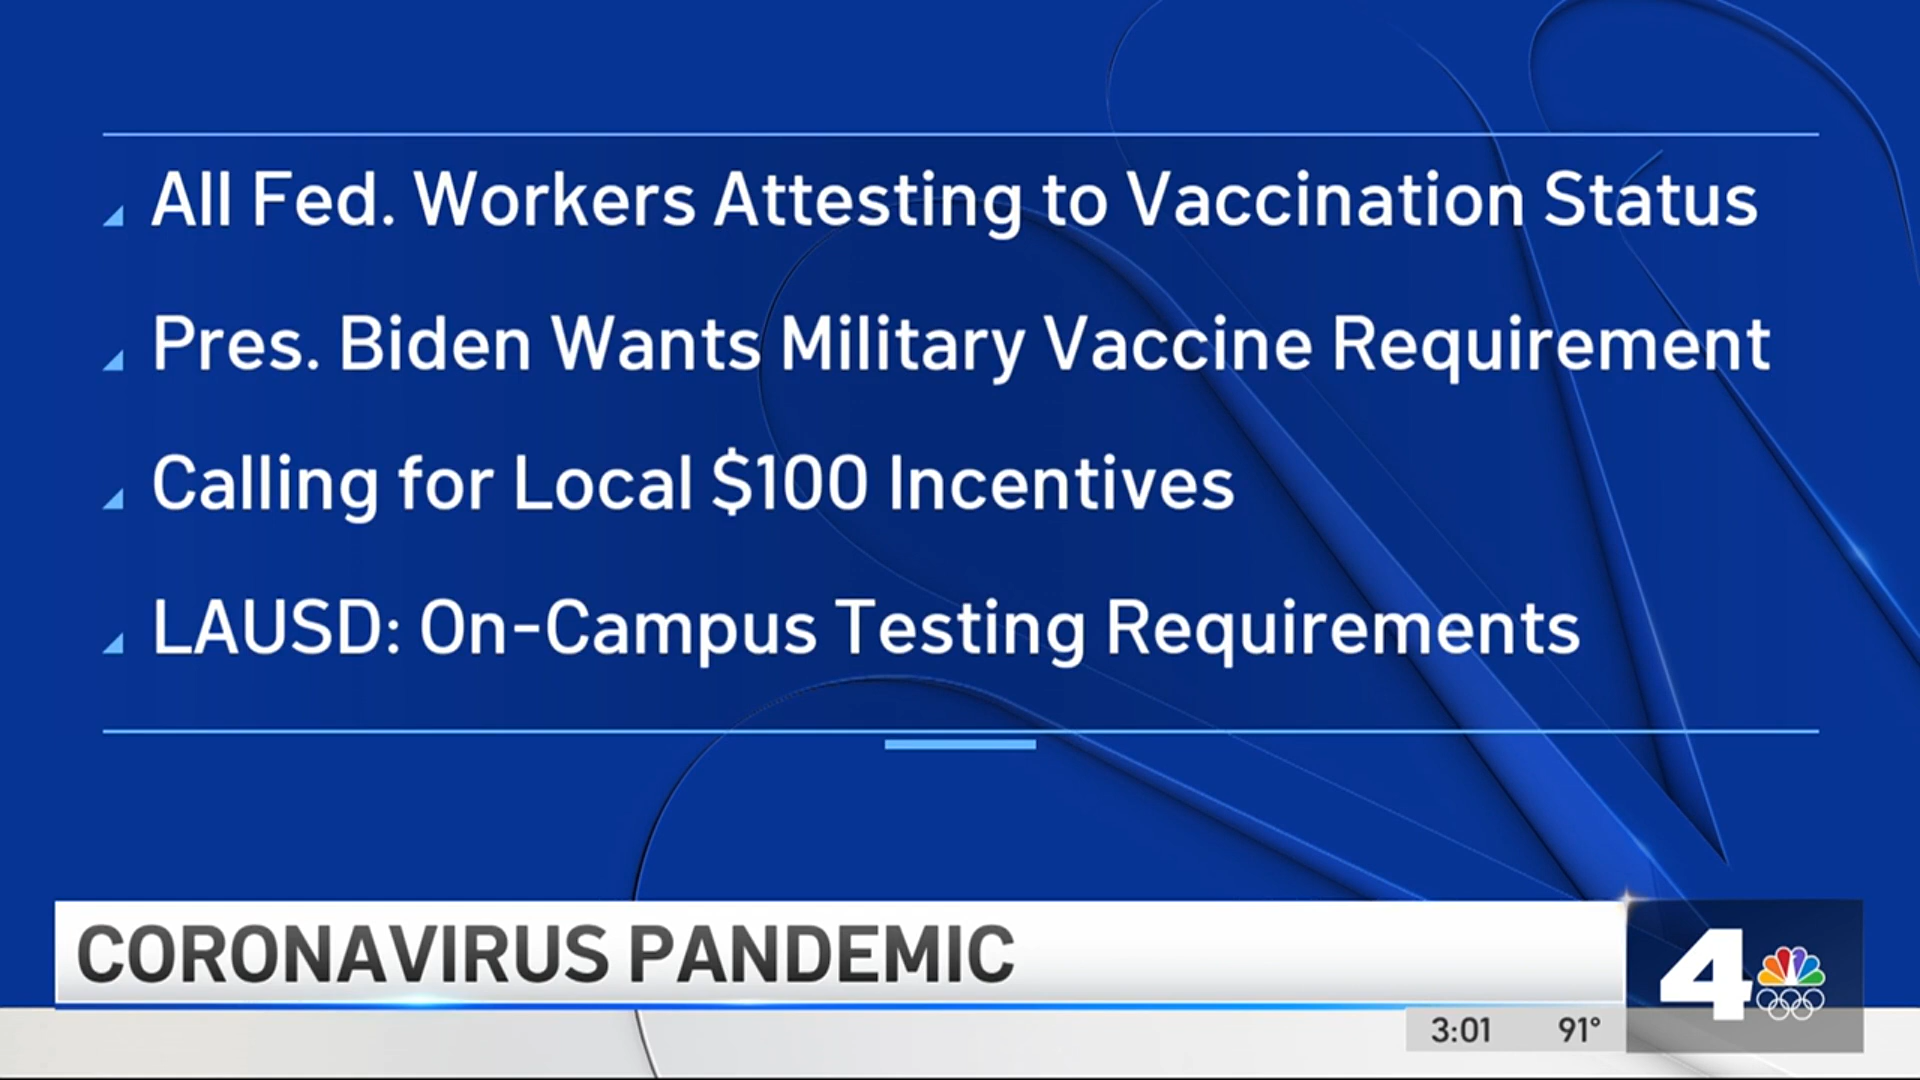 All Fed. Workers Attesting to Vaccination Status
Pres. Biden Wants Military Vaccine Requirement
Calling for Local $100 Incentives
LAUSD: On-Campus Testing Requirements
CORONAVIRUS PANDEMIC
4
3:01 91°